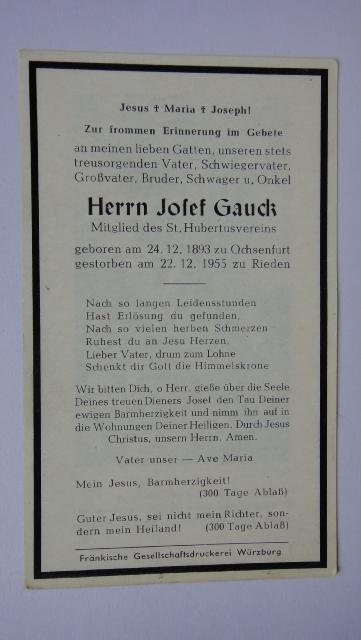 Jesus ✝ Maria ✝ Joseph!
Zur frommen Erinnerung im Gebete
an meinen lieben Gatten, unseren stets
treusorgenden Vater, Schwiegervater,
Großvater, Bruder, Schwager u. Onkel
Herrn Josef Gauck
Mitglied des St. Hubertusvereins
geboren am 24. 12. 1893 zu Ochsenfurt
gestorben am 22. 12. 1955 zu Rieden
Nach so langen Leidensstunden
Hast Erlösung du gefunden.
Nach so vielen herben Schmerzen
Ruhest du an Jesu Herzen.
Lieber Vater, drum zum Lohne
Schenkt dir Gott die Himmelskrone
Wir bitten Dich, o Herr, gieße über die Seele
Deines treuen Dieners Josef den Tau Deiner
ewigen Barmherzigkeit und nimm ihn auf in
die Wohnungen Deiner Heiligen. Durch Jesus
Christus, unsern Herrn. Amen.
Vater unser — Ave Maria
Mein Jesus, Barmherzigkeit!
(300 Tage Ablaß)
Guter Jesus, sei nicht mein Richter, son-
dern mein Heiland! (300 Tage Ablaß)
Fränkische Gesellschaftsdruckerei Würzburg